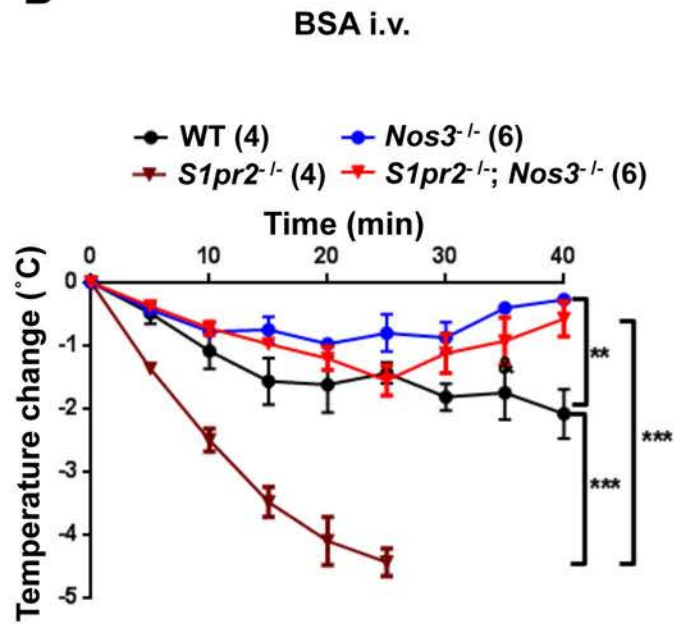 BSA i.v.
WT (4) Nos3-/- (6)
S1pr2-/- (4) S1pr2-/-; Nos3-/- (6)
Time (min)
0 10 20 30 40
Temperature change (˚C)
0
-1
-2
-3
-4
-5
&
**
***
***